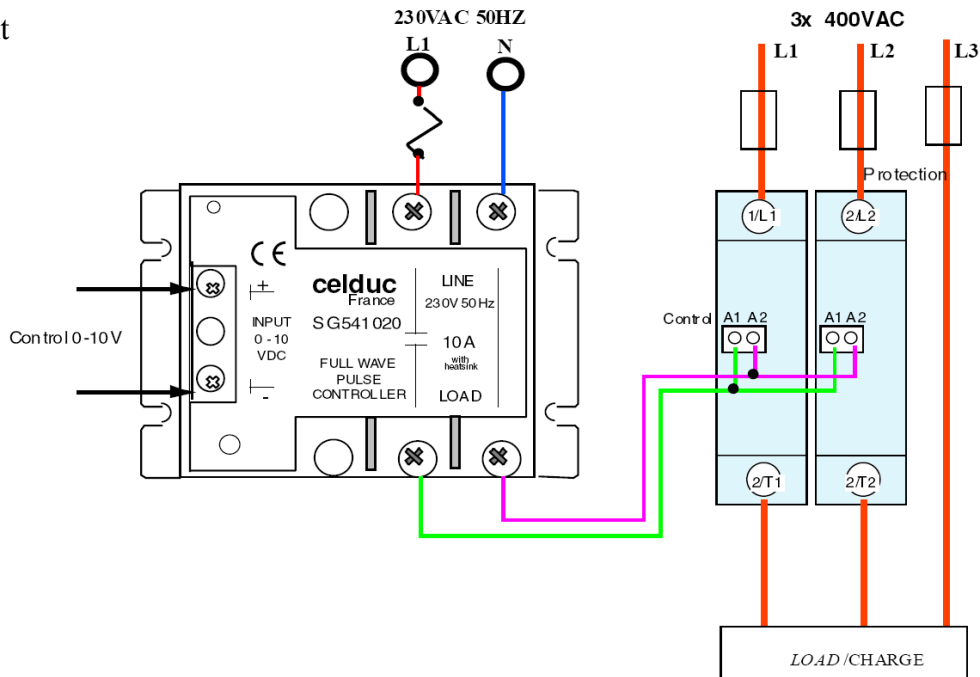 t
230VAC 50HZ
L1
N
3x 400VAC
L1
L2
L3
Protection
1/L1
2/L2
celduc
France
SG541020
FULL WAVE
PULSE
CONTROLLER
LINE
230V 50Hz
10A
with
heatsink
LOAD
CE
+
INPUT
0 - 10
VDC
-
Control 0-10V
Control
A1 A2
A1 A2
2/T1
2/T2
LOAD/CHARGE